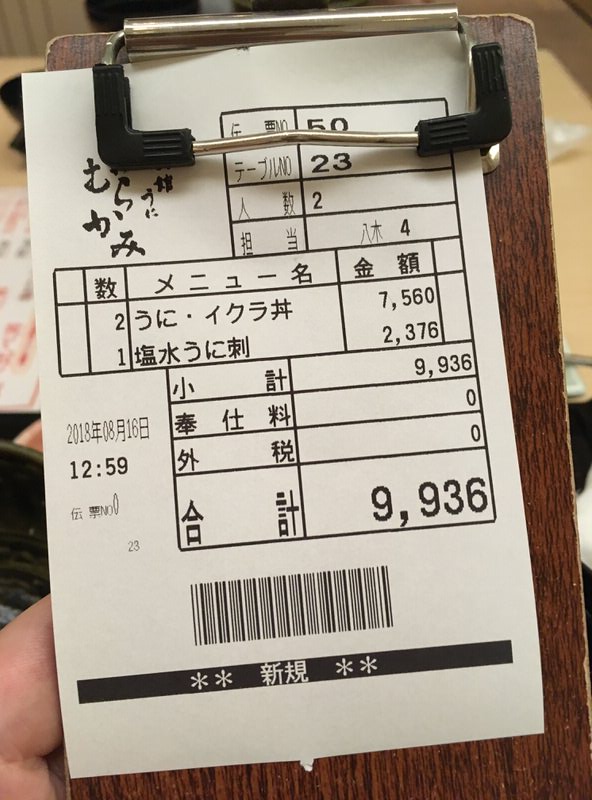 うに
むらかみ
伝票NO 50
テーブルNO 23
人数 2
担当 八木 4
数 メニュー名 金額
2 うに・イクラ丼 7,560
1 塩水うに刺 2,376
小計 9,936
奉仕料 0
外税 0
合計 9,936
2018年08月16日
12:59
伝票NO 0
23
** 新規 **